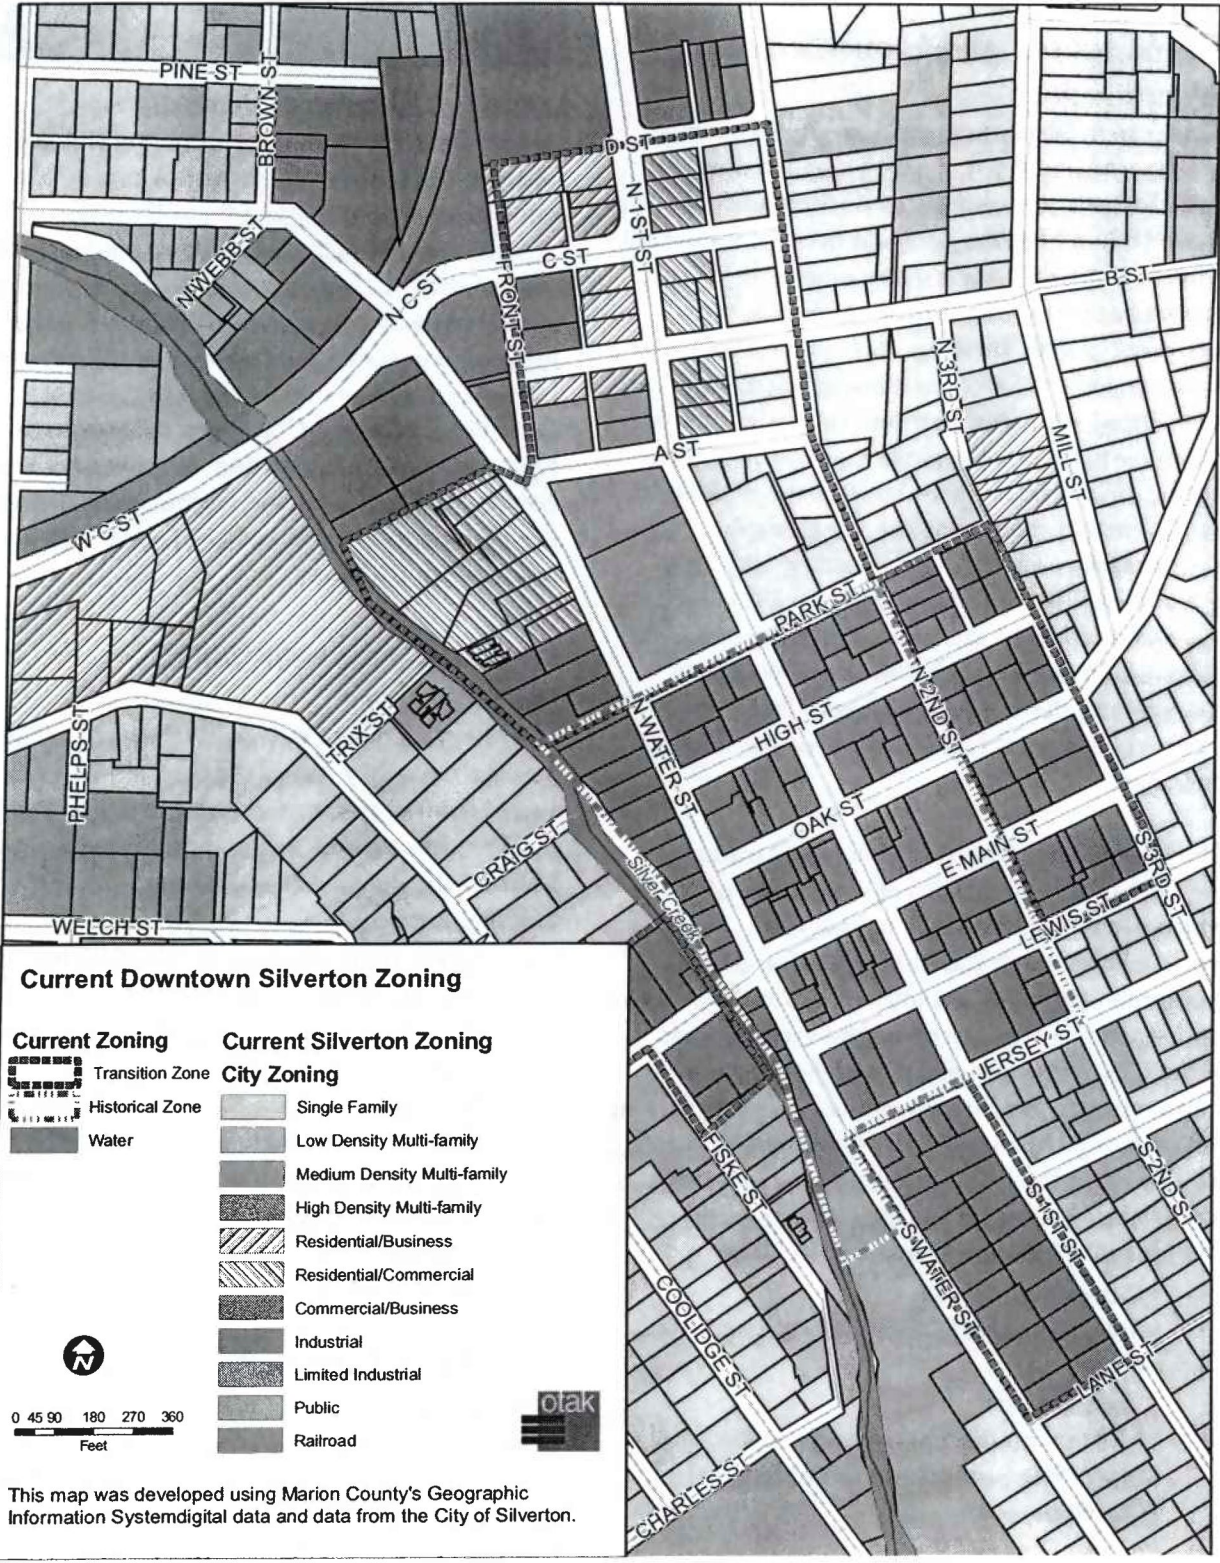 PINE ST
BROWN ST
D ST
N 1ST ST
N WEBB ST
C ST
N C ST
FRONT ST
B ST
N 3RD ST
MILL ST
A ST
W C ST
PARK ST
N WATER ST
N 2ND ST
HIGH ST
TRIX ST
PHELPS ST
OAK ST
CRAIG ST
E MAIN ST
S 3RD ST
Silver Creek
LEWIS ST
WELCH ST
N
JERSEY ST
FISKE ST
S 2ND ST
S 1ST ST
S WATER ST
COOLIDGE ST
LANE ST
CHARLES ST
Current Downtown Silverton Zoning
Current Zoning
Transition Zone
Historical Zone
Water
Current Silverton Zoning
City Zoning
Single Family
Low Density Multi-family
Medium Density Multi-family
High Density Multi-family
Residential/Business
Residential/Commercial
Commercial/Business
Industrial
Limited Industrial
Public
Railroad
N
0 45 90 180 270 360
Feet
otak
This map was developed using Marion County's Geographic
Information Systemdigital data and data from the City of Silverton.